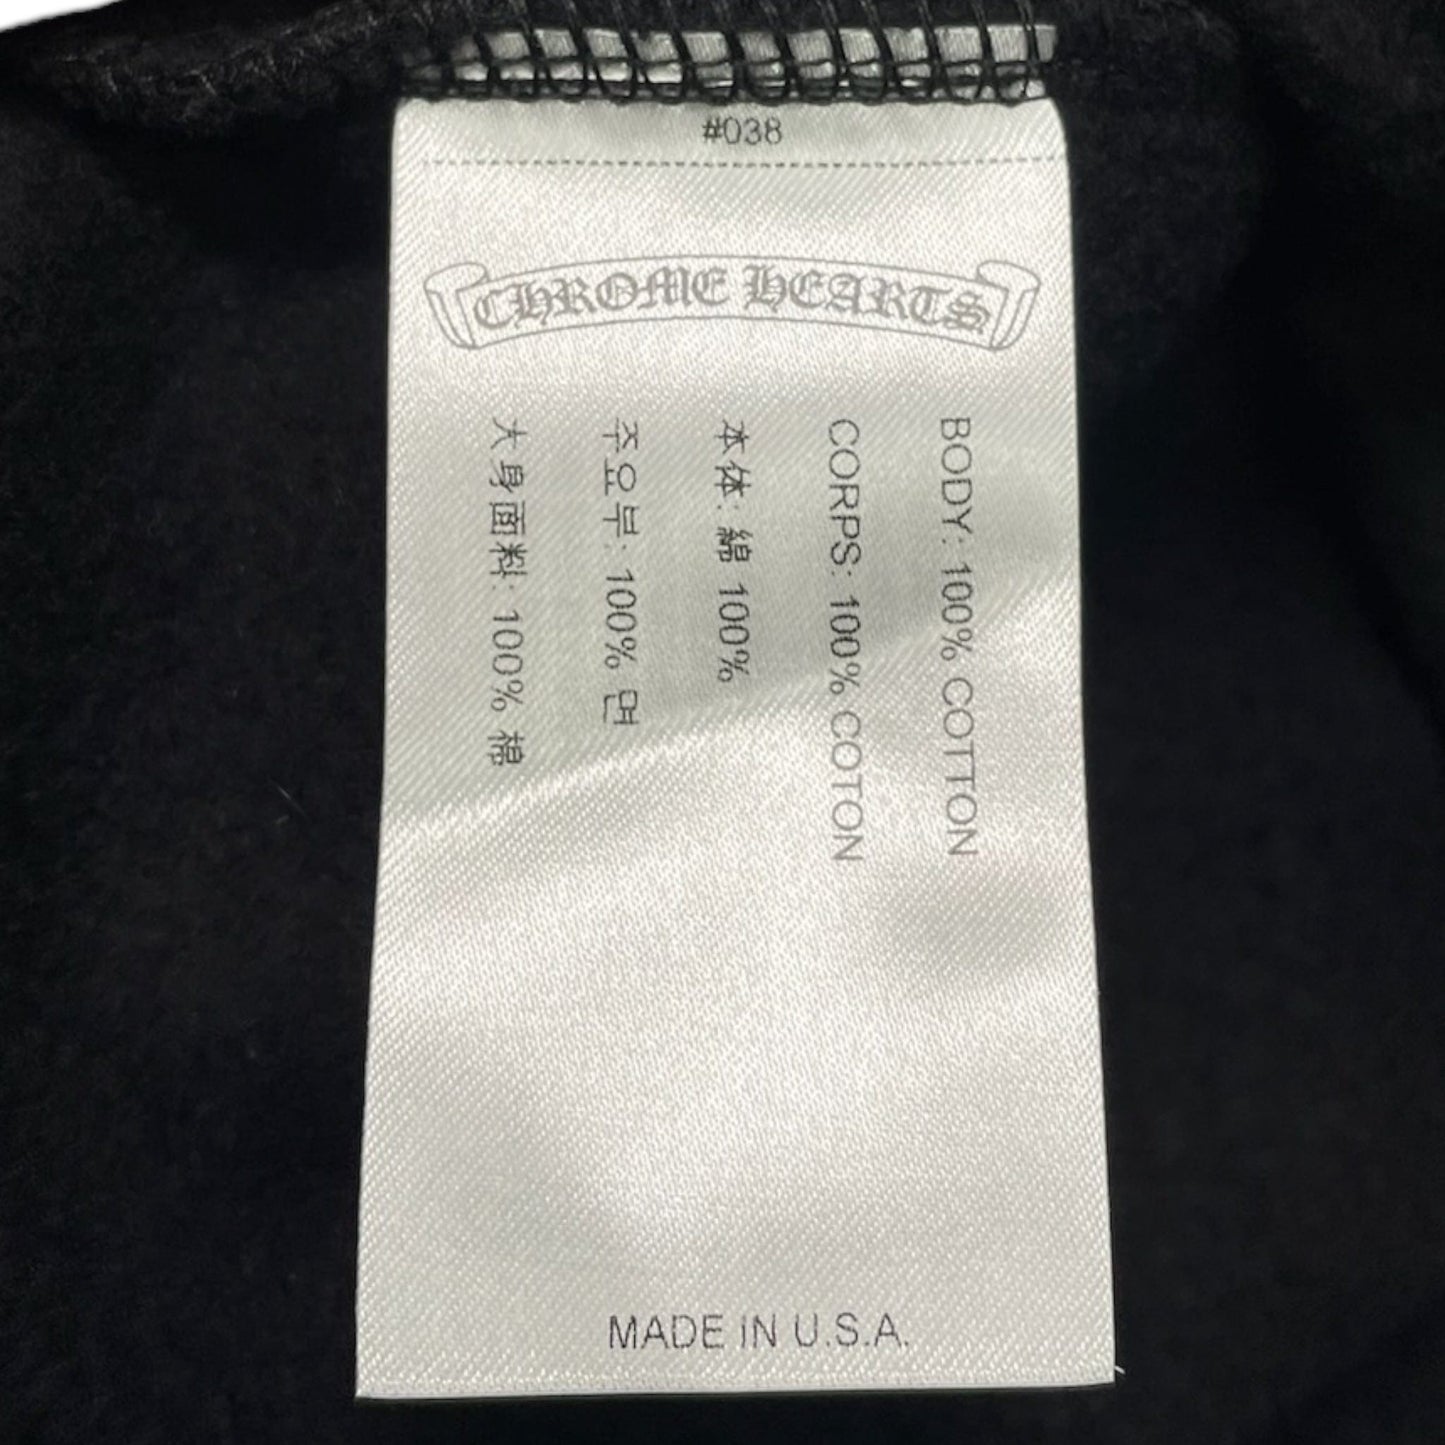 #038
CHROME HEARTS
BODY: 100% COTTON
CORPS: 100% COTON
本体: 綿 100%
주요부: 100% 면
大身面料: 100% 棉
MADE IN U.S.A.